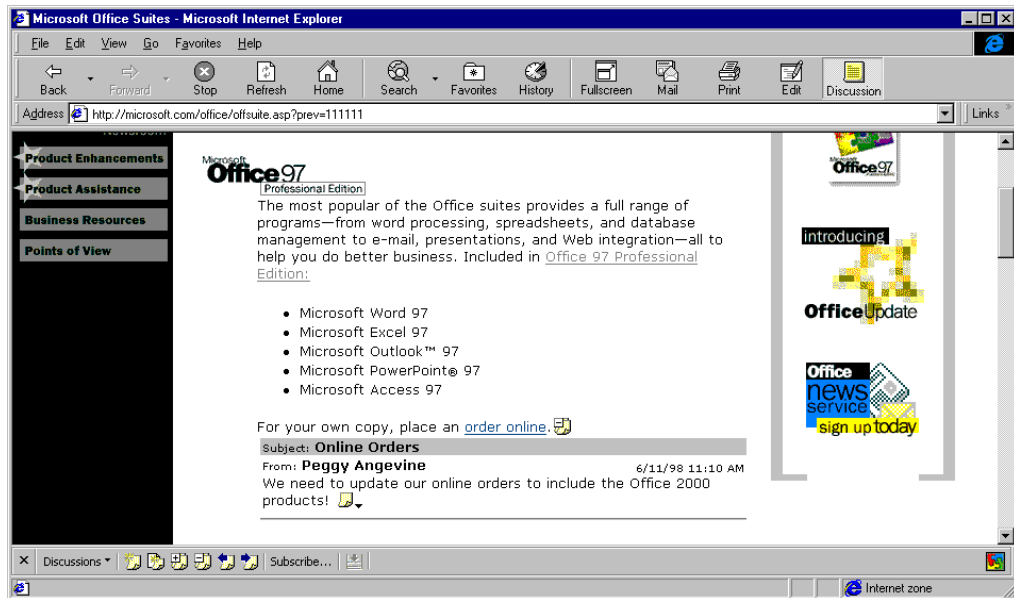 Microsoft Office Suites - Microsoft Internet Explorer
File Edit View Go Favorites Help
Back Forward Stop Refresh Home Search Favorites History Fullscreen Mail Print Edit Discussion
Address http://microsoft.com/office/offsuite.asp?prev=111111 Links »
Newsroom
Product Enhancements
Product Assistance
Business Resources
Points of View
Microsoft
Office 97
Professional Edition
The most popular of the Office suites provides a full range of
programs—from word processing, spreadsheets, and database
management to e-mail, presentations, and Web integration—all to
help you do better business. Included in Office 97 Professional
Edition:
• Microsoft Word 97
• Microsoft Excel 97
• Microsoft Outlook™ 97
• Microsoft PowerPoint® 97
• Microsoft Access 97
For your own copy, place an order online.
Subject: Online Orders
From: Peggy Angevine 6/11/98 11:10 AM
We need to update our online orders to include the Office 2000
products!
Office 97
introducing
Office Update
Office
news
service
sign up today
Discussions Subscribe...
Internet zone